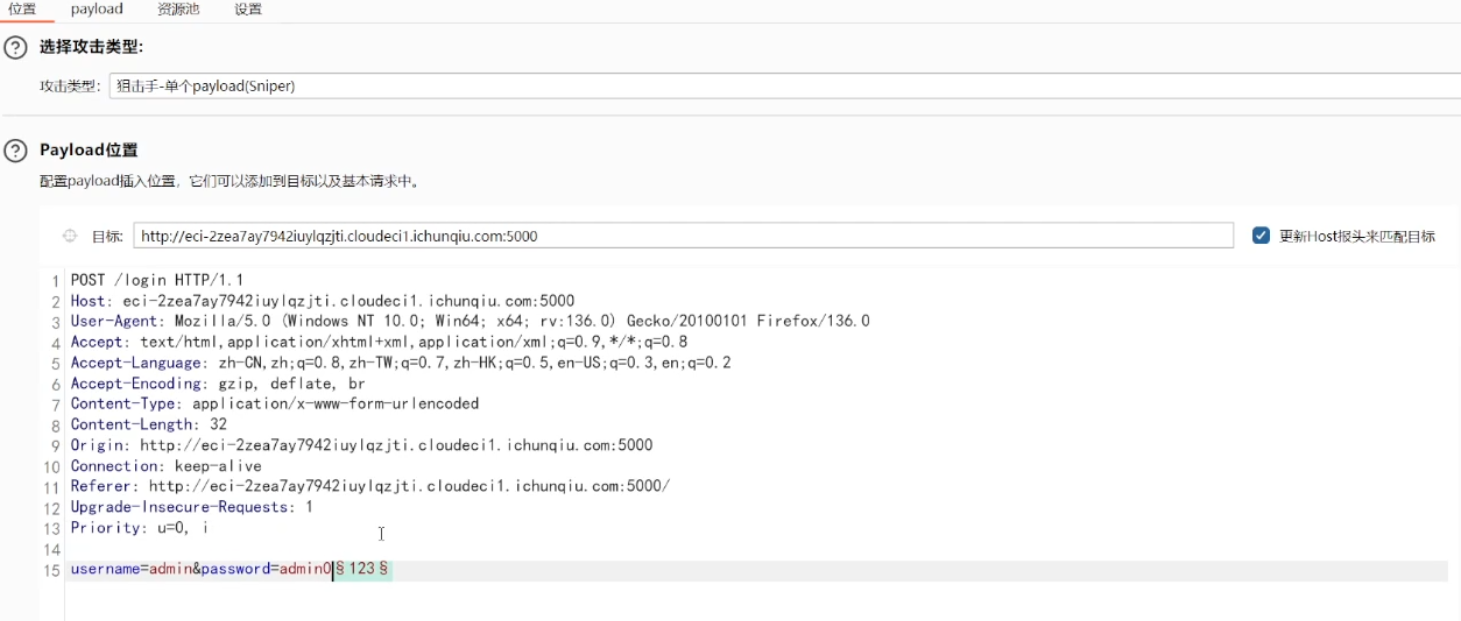 位置 payload 资源池 设置
选择攻击类型:
攻击类型: 狙击手-单个payload(Sniper)
Payload位置
配置payload插入位置，它们可以添加到目标以及基本请求中。
目标: http://eci-2zea7ay7942iuylqzjti.cloudeci1.ichunqiu.com:5000 更新Host报头来匹配目标
1 POST /login HTTP/1.1
2 Host: eci-2zea7ay7942iuylqzjti.cloudeci1.ichunqiu.com:5000
3 User-Agent: Mozilla/5.0 (Windows NT 10.0; Win64; x64; rv:136.0) Gecko/20100101 Firefox/136.0
4 Accept: text/html,application/xhtml+xml,application/xml;q=0.9,*/*;q=0.8
5 Accept-Language: zh-CN,zh;q=0.8,zh-TW;q=0.7,zh-HK;q=0.5,en-US;q=0.3,en;q=0.2
6 Accept-Encoding: gzip, deflate, br
7 Content-Type: application/x-www-form-urlencoded
8 Content-Length: 32
9 Origin: http://eci-2zea7ay7942iuylqzjti.cloudeci1.ichunqiu.com:5000
10 Connection: keep-alive
11 Referer: http://eci-2zea7ay7942iuylqzjti.cloudeci1.ichunqiu.com:5000/
12 Upgrade-Insecure-Requests: 1
13 Priority: u=0, i
14
15 username=admin&password=admin0§123§